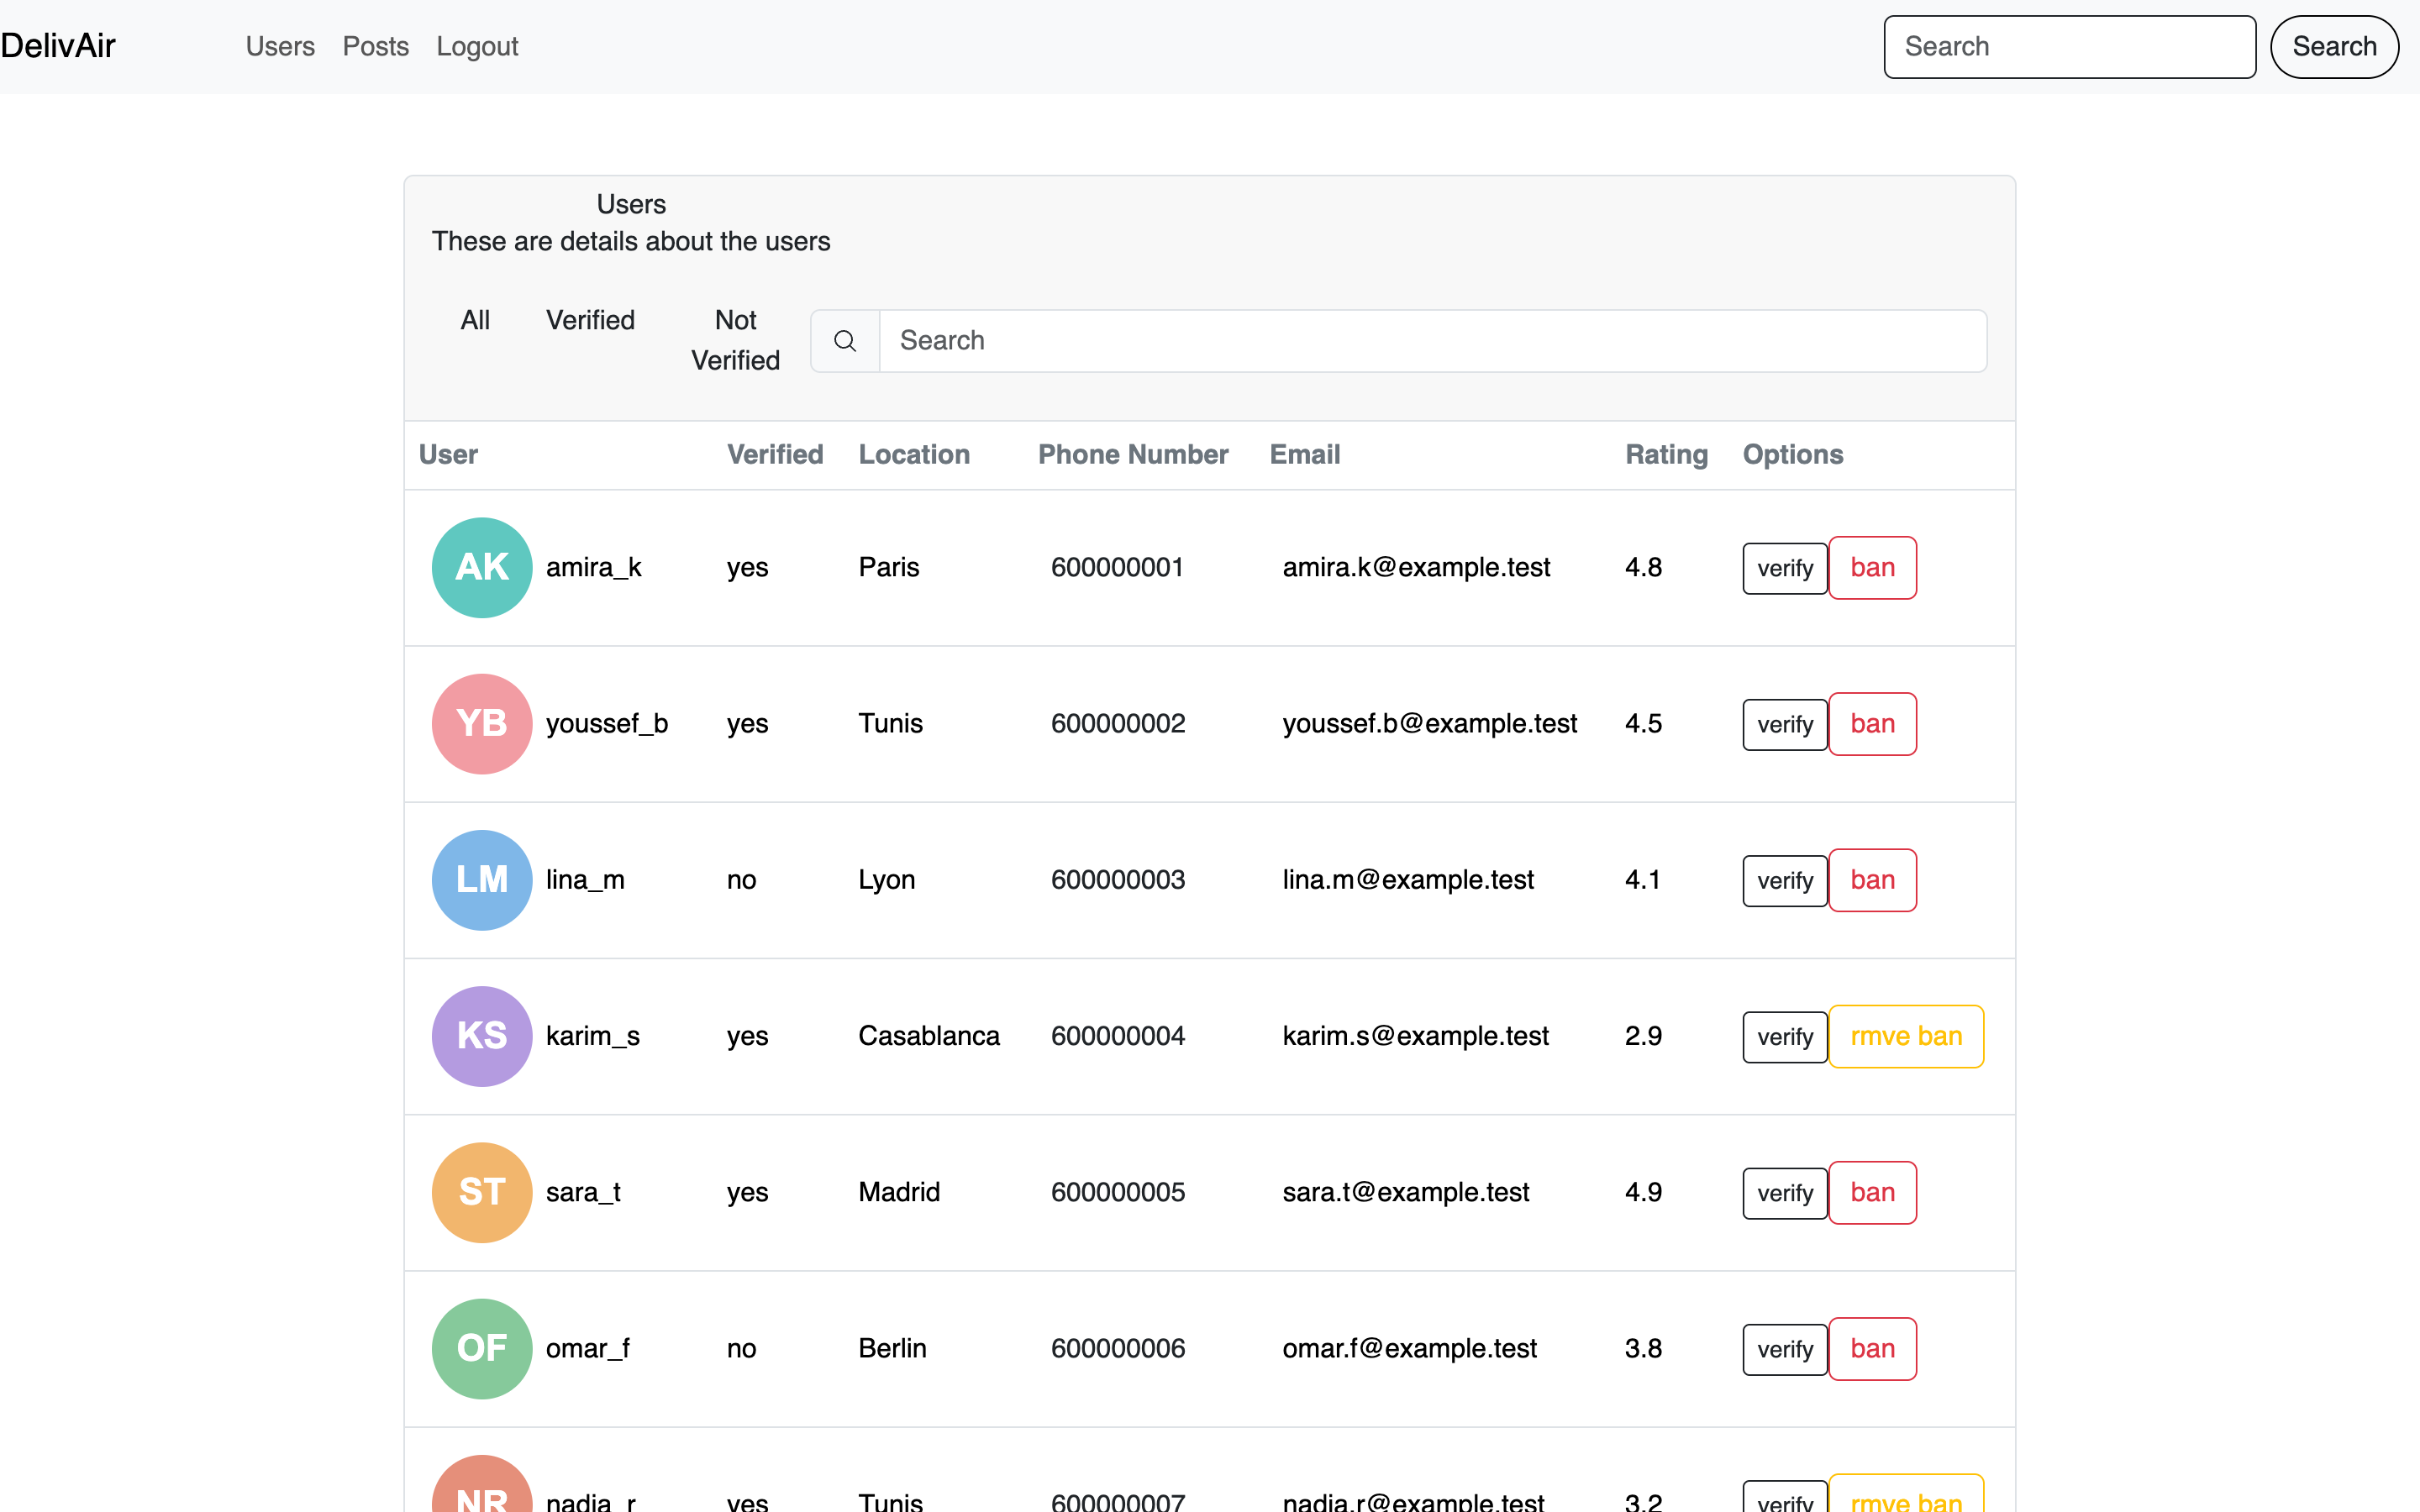 DelivAir Users Posts Logout Search Search
Users
These are details about the users
All Verified Not Verified Search
User Verified Location Phone Number Email Rating Options
AK amira_k yes Paris 600000001 amira.k@example.test 4.8 verify ban
YB youssef_b yes Tunis 600000002 youssef.b@example.test 4.5 verify ban
LM lina_m no Lyon 600000003 lina.m@example.test 4.1 verify ban
KS karim_s yes Casablanca 600000004 karim.s@example.test 2.9 verify rmve ban
ST sara_t yes Madrid 600000005 sara.t@example.test 4.9 verify ban
OF omar_f no Berlin 600000006 omar.f@example.test 3.8 verify ban
NR nadia_r yes Tunis 600000007 nadia.r@example.test 3.2 verify rmve ban